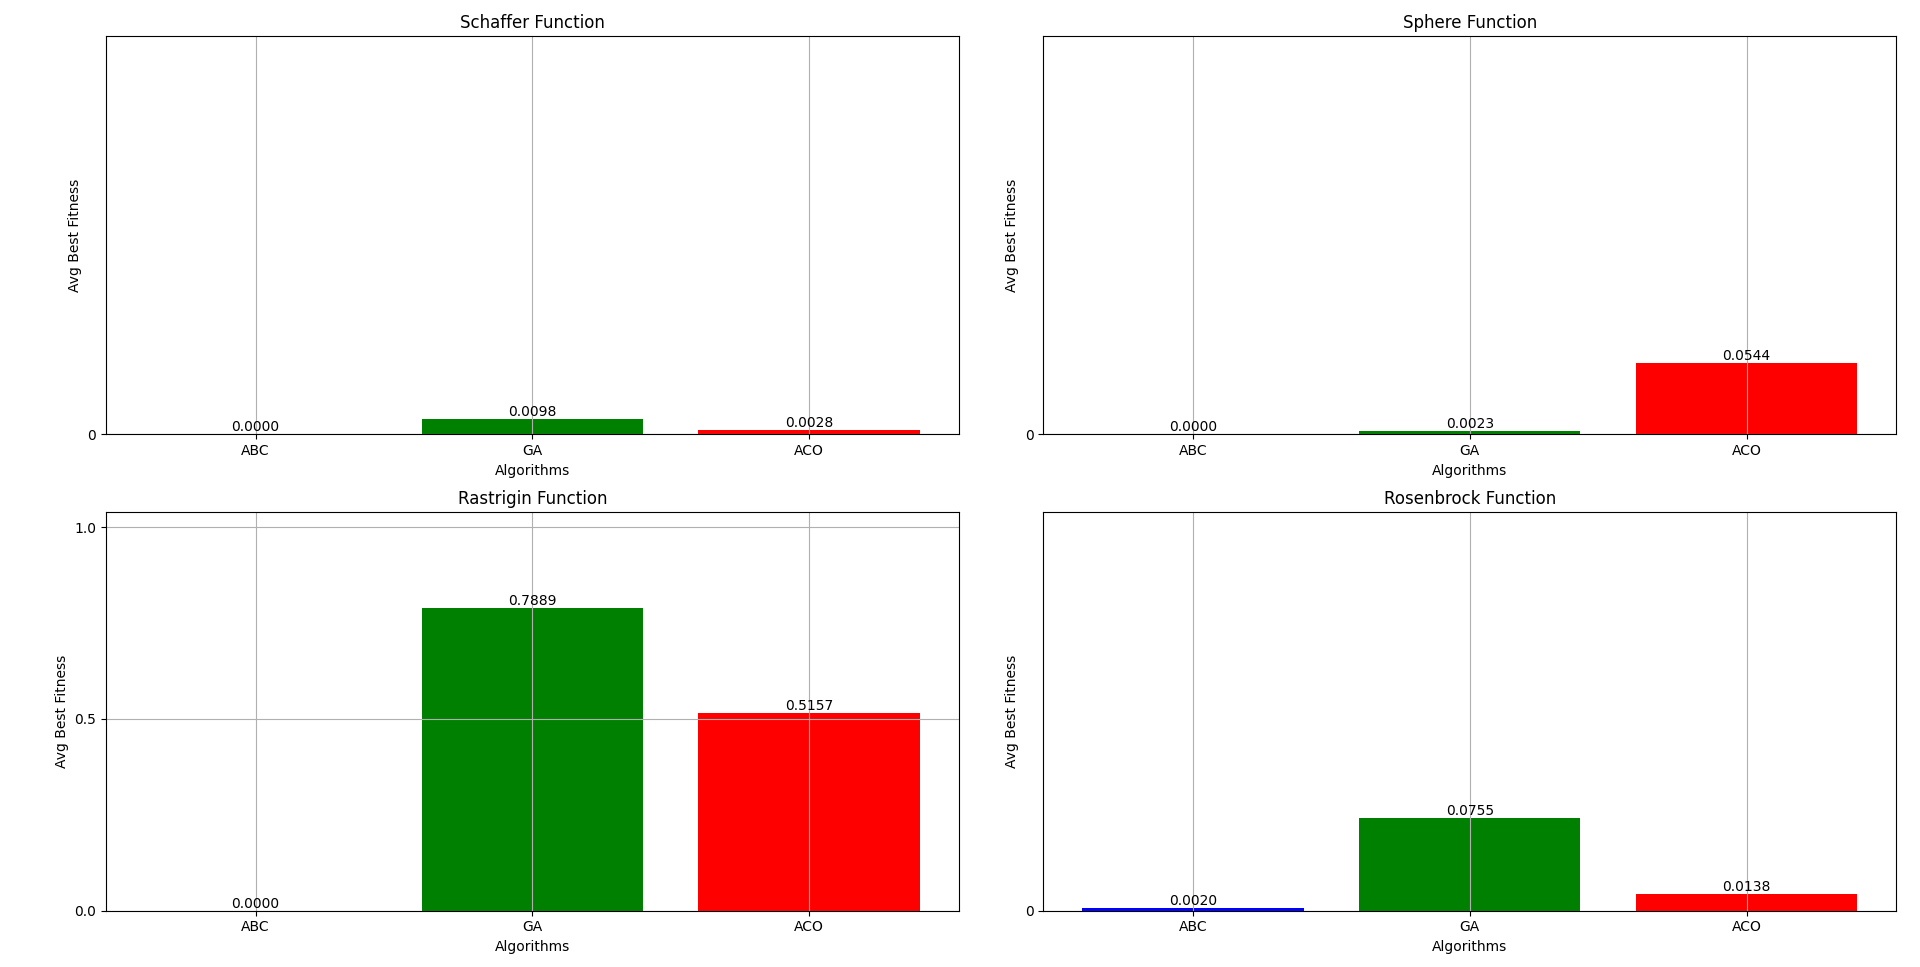 Schaffer Function
Avg Best Fitness
0.0000
0.0098
0.0028
0
ABC
GA
ACO
Algorithms
Sphere Function
Avg Best Fitness
0.0000
0.0023
0.0544
0
ABC
GA
ACO
Algorithms
Rastrigin Function
Avg Best Fitness
1.0
0.5
0.0
0.0000
0.7889
0.5157
ABC
GA
ACO
Algorithms
Rosenbrock Function
Avg Best Fitness
0.0020
0.0755
0.0138
0
ABC
GA
ACO
Algorithms